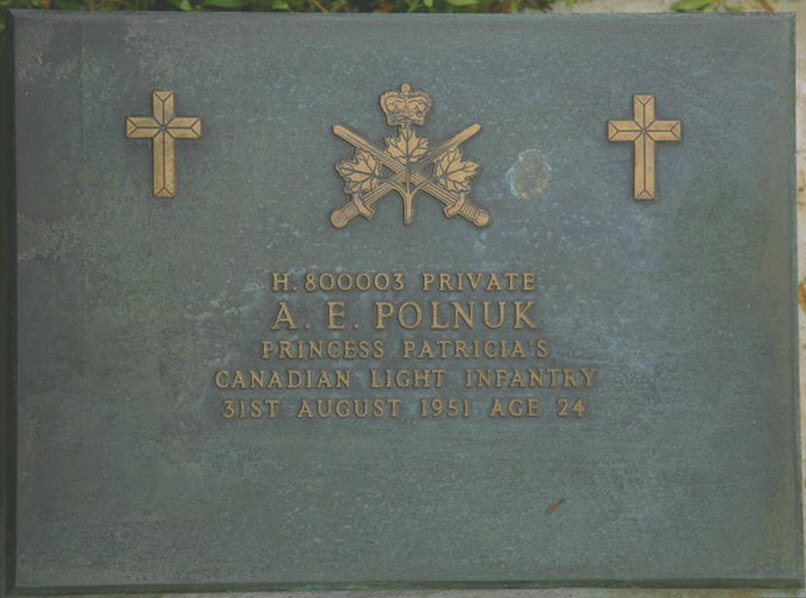 H. 800003 PRIVATE
A. E. POLNUK
PRINCESS PATRICIA'S
CANADIAN LIGHT INFANTRY
31ST AUGUST 1951 AGE 24